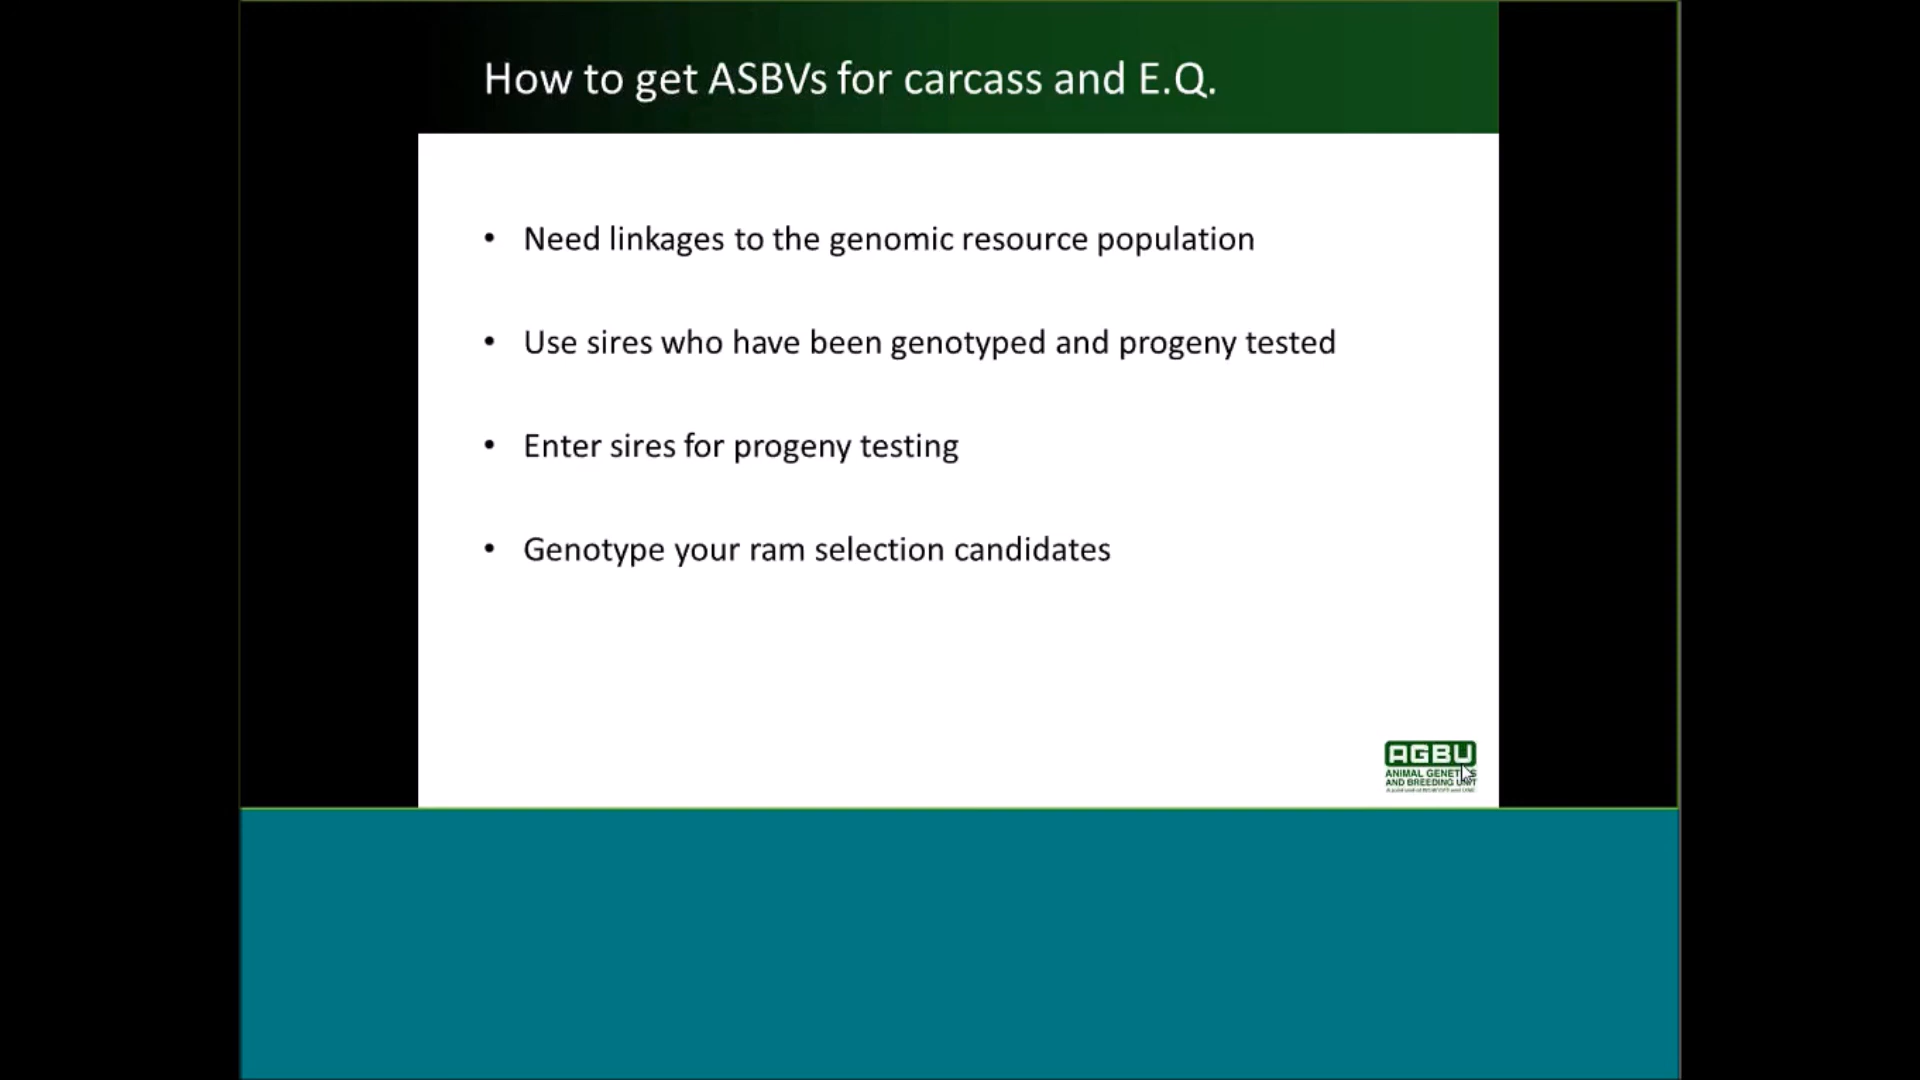 How to get ASBVs for carcass and E.Q.
• Need linkages to the genomic resource population
• Use sires who have been genotyped and progeny tested
• Enter sires for progeny testing
• Genotype your ram selection candidates
AGBU
ANIMAL GENETICS
AND BREEDING UNIT